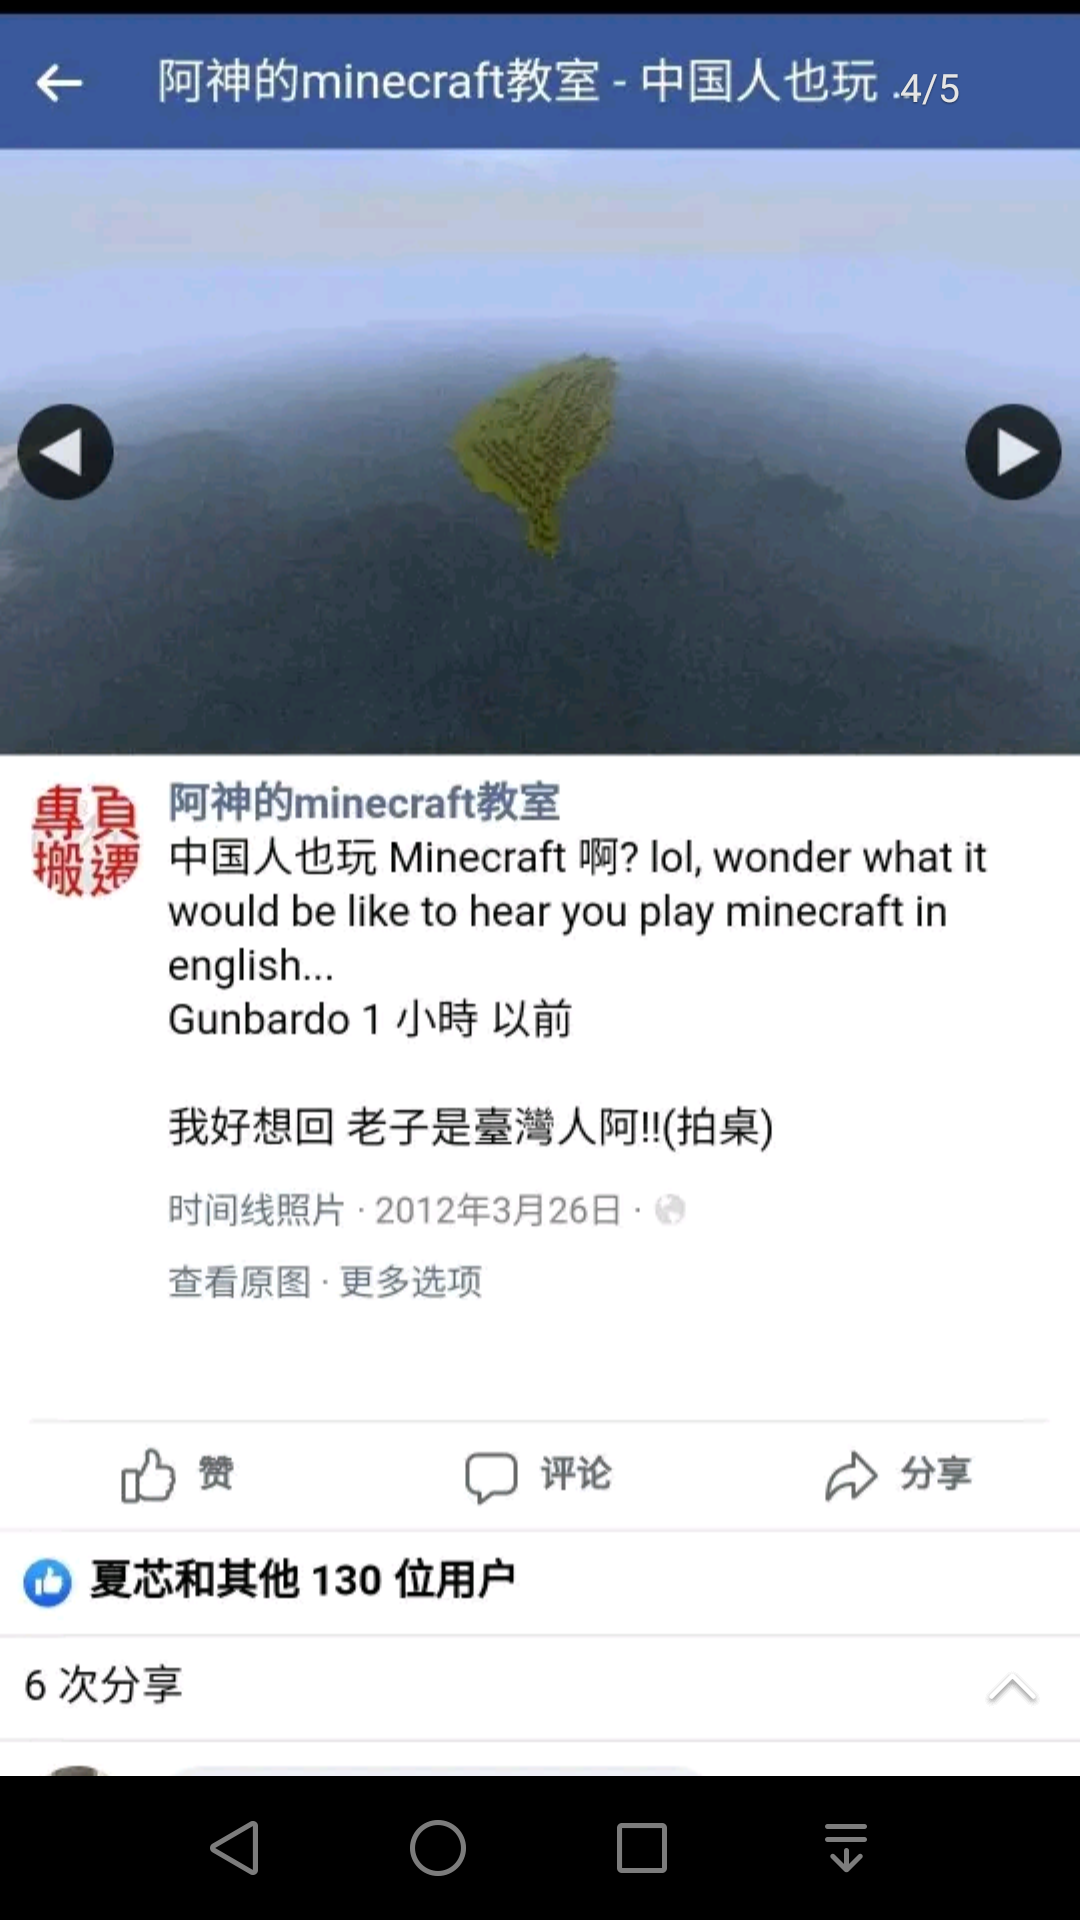 阿神的minecraft教室 - 中国人也玩 ...
4/5
專頁
搬遷
阿神的minecraft教室
中国人也玩 Minecraft 啊? lol, wonder what it
would be like to hear you play minecraft in
english...
Gunbardo 1 小時 以前
我好想回 老子是臺灣人阿!!(拍桌)
时间线照片 · 2012年3月26日 ·
查看原图 · 更多选项
赞
评论
分享
夏芯和其他 130 位用户
6 次分享